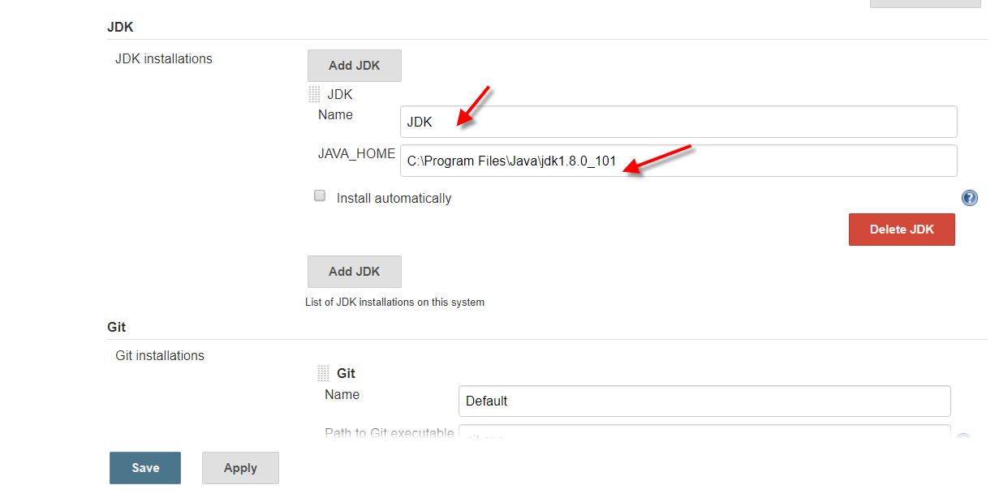 JDK
JDK installations
Add JDK
JDK
Name
JDK
JAVA_HOME
C:\Program Files\Java\jdk1.8.0_101
Install automatically
Delete JDK
Add JDK
List of JDK installations on this system
Git
Git installations
Git
Name
Default
Path to Git executable
Save
Apply